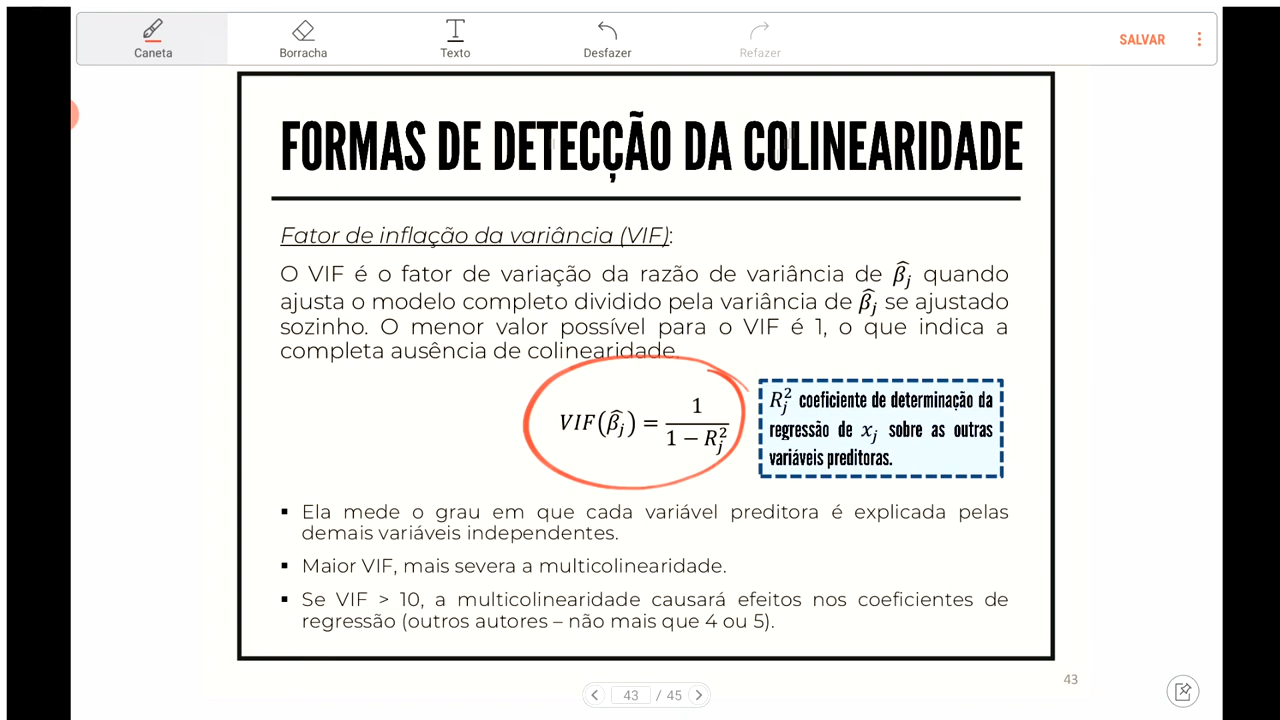 Caneta
Borracha
Texto
Desfazer
Refazer
SALVAR
FORMAS DE DETECÇÃO DA COLINEARIDADE
Fator de inflação da variância (VIF):
O VIF é o fator de variação da razão de variância de β̂ⱼ quando
ajusta o modelo completo dividido pela variância de β̂ⱼ se ajustado
sozinho. O menor valor possível para o VIF é 1, o que indica a
completa ausência de colinearidade.
VIF(β̂ⱼ) = 1 / (1 − Rⱼ²)
Rⱼ² coeficiente de determinação da
regressão de xⱼ sobre as outras
variáveis preditoras.
▪ Ela mede o grau em que cada variável preditora é explicada pelas
demais variáveis independentes.
▪ Maior VIF, mais severa a multicolinearidade.
▪ Se VIF > 10, a multicolinearidade causará efeitos nos coeficientes de
regressão (outros autores – não mais que 4 ou 5).
43
43 / 45